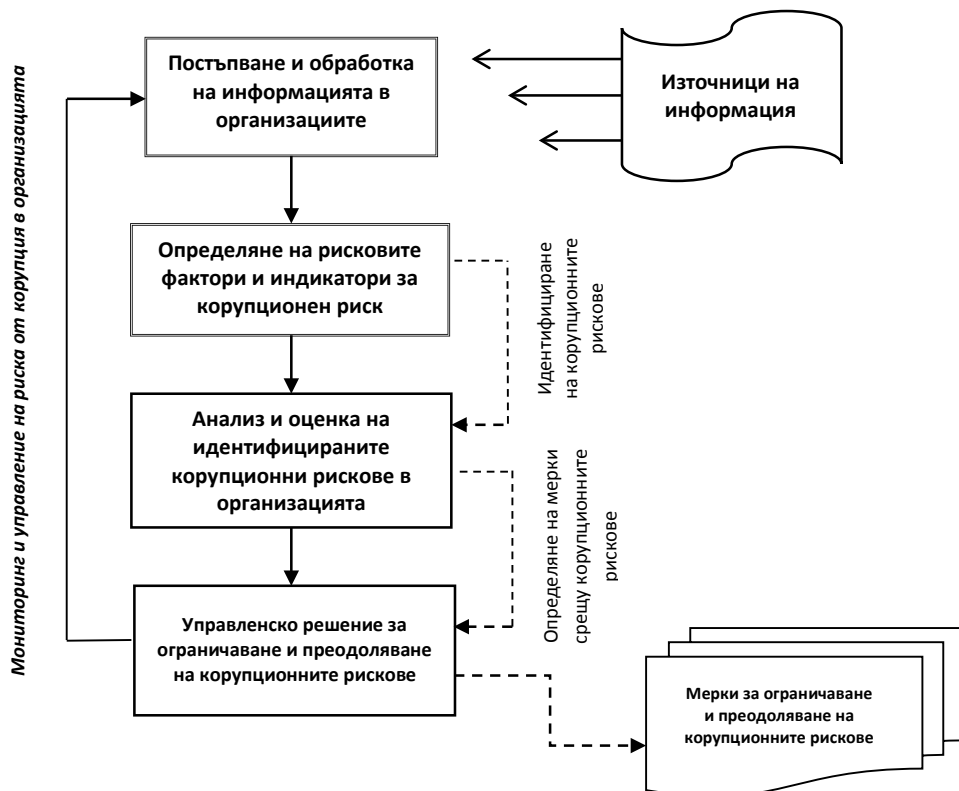 Постъпване и обработка
на информацията в
организациите
Източници на
информация
Определяне на рисковите
фактори и индикатори за
корупционен риск
Идентифициране
на корупционните
рискове
Анализ и оценка на
идентифицираните
корупционни рискове в
организацията
Определяне на мерки
срещу корупционните
рискове
Управленско решение за
ограничаване и преодоляване
на корупционните рискове
Мерки за ограничаване
и преодоляване на
корупционните рискове
Мониторинг и управление на риска от корупция в организацията